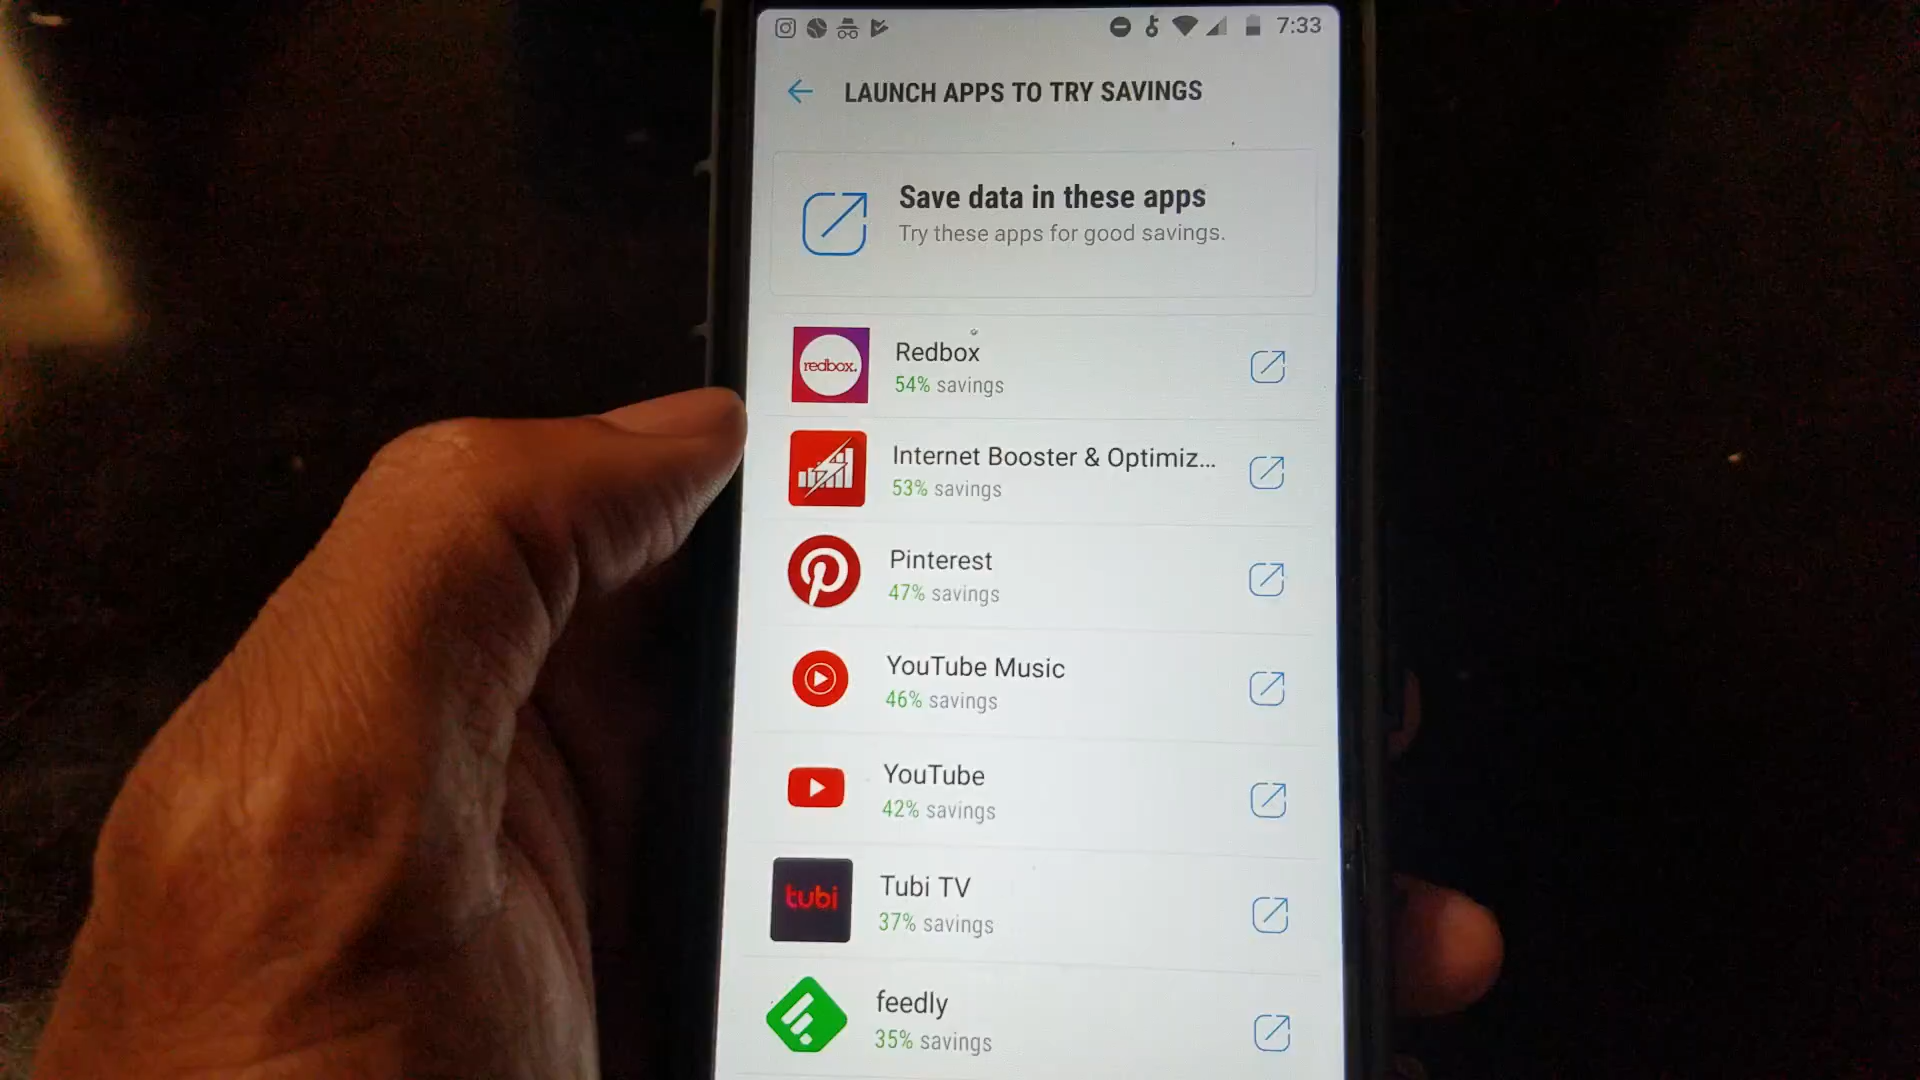 7:33
LAUNCH APPS TO TRY SAVINGS
Save data in these apps
Try these apps for good savings.
redbox.
Redbox
54% savings
Internet Booster & Optimiz...
53% savings
Pinterest
47% savings
YouTube Music
46% savings
YouTube
42% savings
tubi
Tubi TV
37% savings
feedly
35% savings